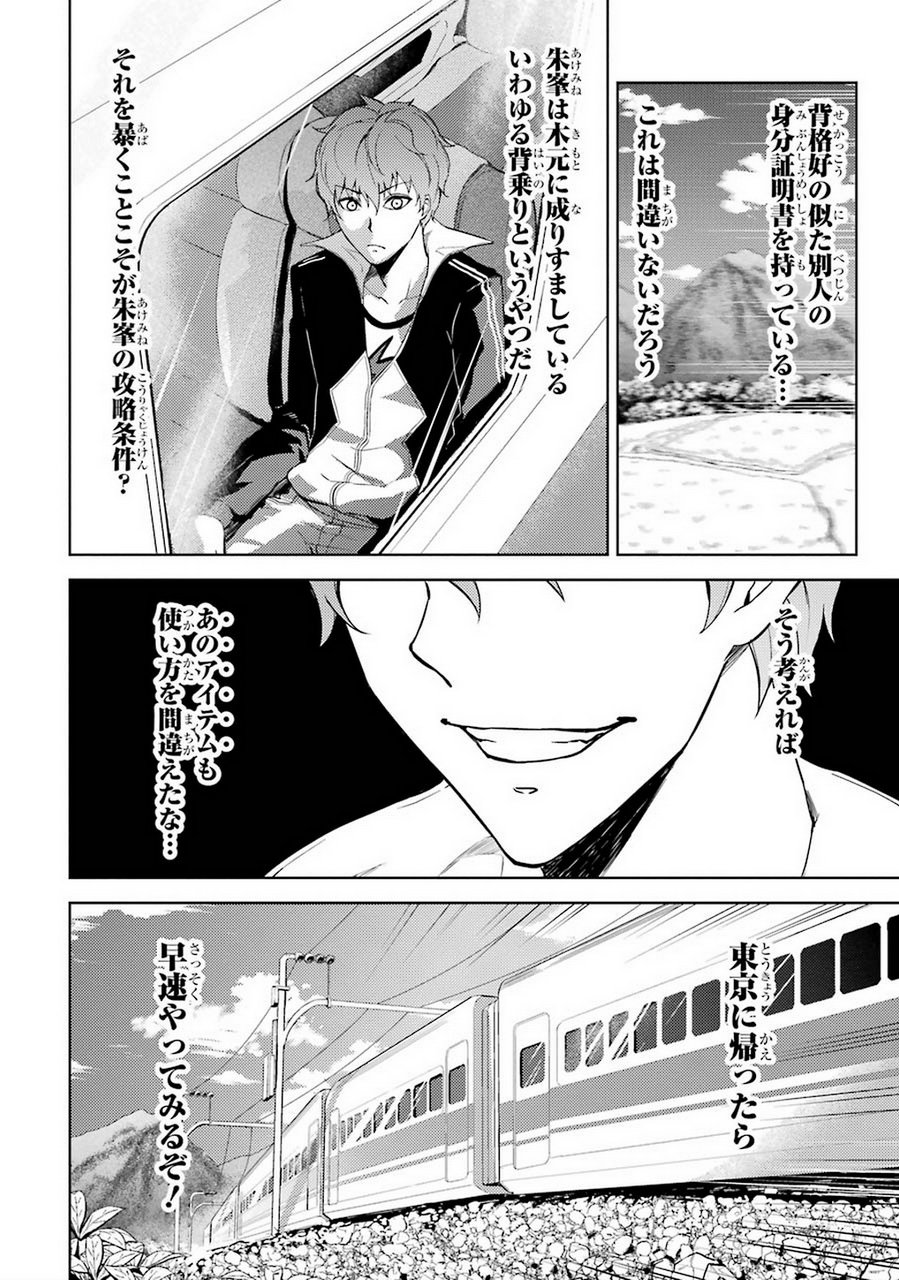 背格好の似た別人の
身分証明書を持っている…
これは間違いないだろう
朱峯は木元に成りすましている
いわゆる背乗りというやつだ
それを暴くことこそが朱峯の攻略条件？
そう考えれば
あのアイテムも
使い方を間違えたな…
東京に帰ったら
早速やってみるぞ！